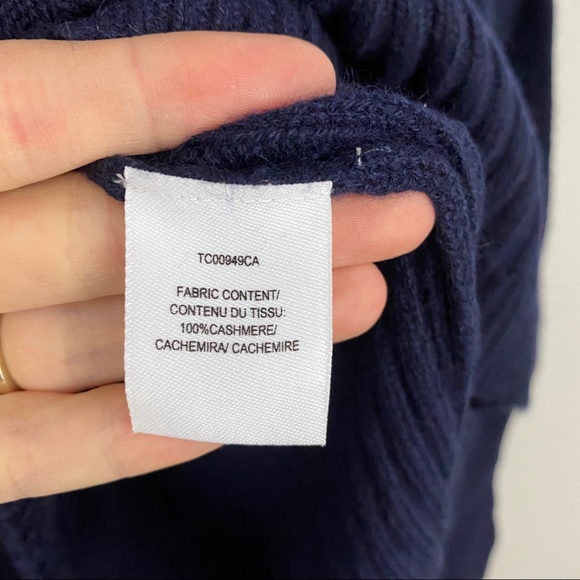 TC00949CA
FABRIC CONTENT/
CONTENU DU TISSU:
100%CASHMERE/
CACHEMIRA/ CACHEMIRE